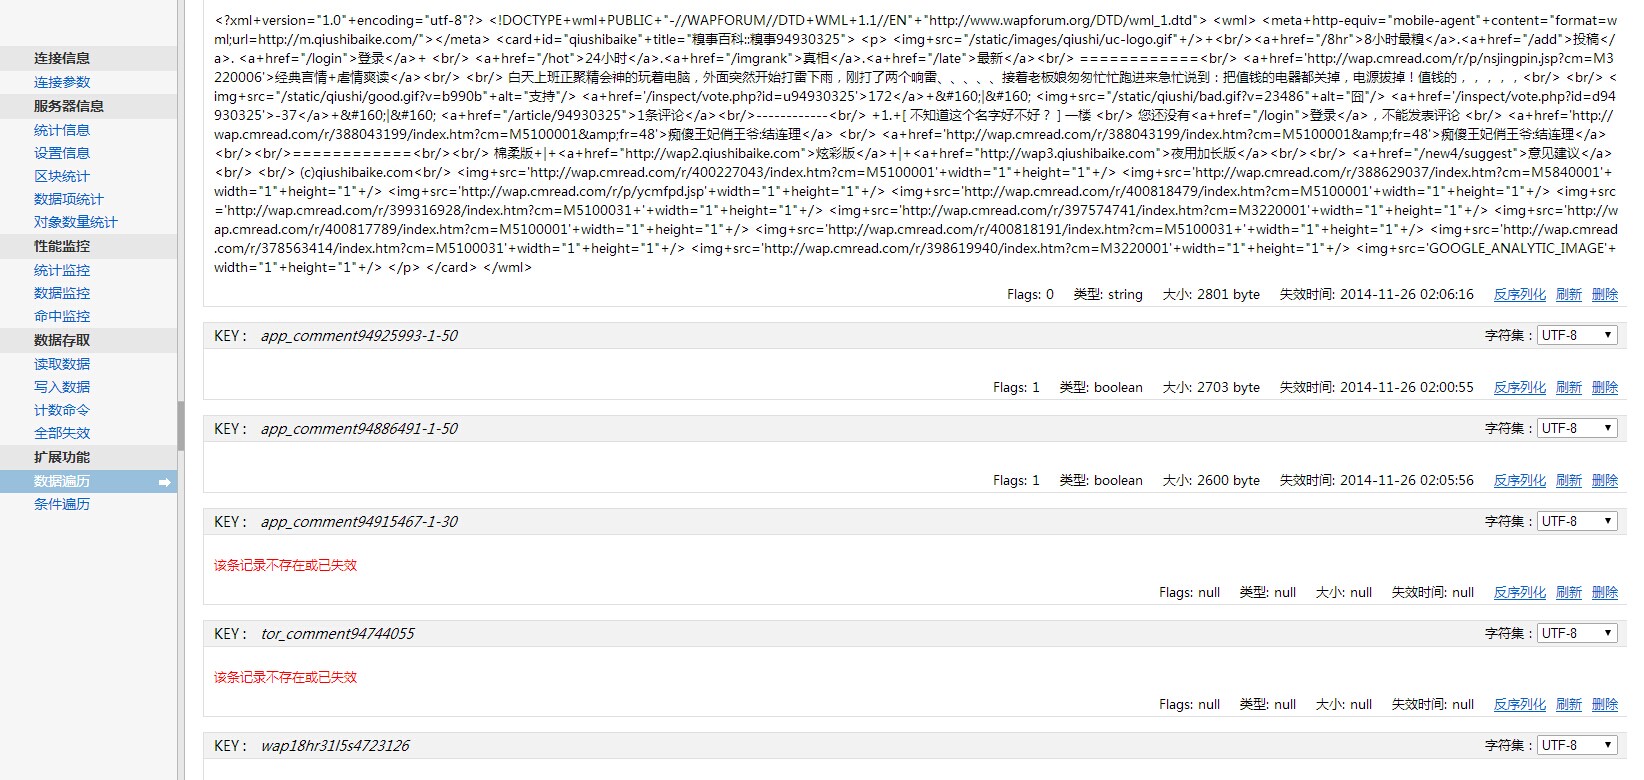 连接信息
连接参数
服务器信息
统计信息
设置信息
区块统计
数据项统计
对象数量统计
性能监控
统计监控
数据监控
命中监控
数据存取
读取数据
写入数据
计数命令
全部失效
扩展功能
数据遍历
条件遍历
<?xml+version="1.0"+encoding="utf-8"?> <!DOCTYPE+wml+PUBLIC+"-//WAPFORUM//DTD+WML+1.1//EN"+"http://www.wapforum.org/DTD/wml_1.dtd"> <wml> <meta+http-equiv="mobile-agent"+content="format=w
ml;url=http://m.qiushibaike.com/"></meta> <card+id="qiushibaike"+title="糗事百科::糗事94930325"> <p> <img+src="/static/images/qiushi/uc-logo.gif"+/>+<br/><a+href="/8hr">8小时最糗</a>.<a+href="/add">投稿</
a>. <a+href="/login">登录</a>+ <br/><a+href="/hot">24小时</a>.<a+href="/imgrank">真相</a>.<a+href="/late">最新</a><br/> ============<br/><a+href='http://wap.cmread.com/r/p/nsjingpin.jsp?cm=M3
220006'>经典言情+虐情爽读</a><br/> <br/> 白天上班正聚精会神的玩着电脑，外面突然开始打雷下雨，刚打了两个响雷、、、、、接着老板娘匆匆忙忙跑进来急忙说到：把值钱的电器都关掉，电源拔掉！值钱的，，，，，<br/> <br/> <
img+src="/static/qiushi/good.gif?v=b990b"+alt="支持"/> <a+href='/inspect/vote.php?id=u94930325'>172</a>+&#160;|&#160; <img+src="/static/qiushi/bad.gif?v=23486"+alt="囧"/> <a+href='/inspect/vote.php?id=d94
930325'>-37</a>+&#160;|&#160; <a+href="/article/94930325">1条评论</a><br/>------------<br/> +1.+[ 不知道这个名字好不好？ ] 一楼 <br/> 您还没有<a+href="/login">登录</a>，不能发表评论 <br/> <a+href='http://
wap.cmread.com/r/388043199/index.htm?cm=M5100001&amp;fr=48'>痴傻王妃俏王爷:结连理</a> <br/> <a+href='http://wap.cmread.com/r/388043199/index.htm?cm=M5100001&amp;fr=48'>痴傻王妃俏王爷:结连理</a>
<br/><br/>============<br/><br/> 棉柔版+|+<a+href="http://wap2.qiushibaike.com">炫彩版</a>+|+<a+href="http://wap3.qiushibaike.com">夜用加长版</a><br/><br/> <a+href="/new4/suggest">意见建议</a>
<br/> <br/> (c)qiushibaike.com<br/> <img+src='http://wap.cmread.com/r/400227043/index.htm?cm=M5100001'+width="1"+height="1"+/> <img+src='http://wap.cmread.com/r/388629037/index.htm?cm=M5840001'+
width="1"+height="1"+/> <img+src='http://wap.cmread.com/r/p/ycmfpd.jsp'+width="1"+height="1"+/> <img+src='http://wap.cmread.com/r/400818479/index.htm?cm=M5100001'+width="1"+height="1"+/> <img+src
='http://wap.cmread.com/r/399316928/index.htm?cm=M5100031+'+width="1"+height="1"+/> <img+src='http://wap.cmread.com/r/397574741/index.htm?cm=M3220001'+width="1"+height="1"+/> <img+src='http://w
ap.cmread.com/r/400817789/index.htm?cm=M5100001'+width="1"+height="1"+/> <img+src='http://wap.cmread.com/r/400818191/index.htm?cm=M5100031+'+width="1"+height="1"+/> <img+src='http://wap.cmread
.com/r/378563414/index.htm?cm=M5100031'+width="1"+height="1"+/> <img+src='http://wap.cmread.com/r/398619940/index.htm?cm=M3220001'+width="1"+height="1"+/> <img+src='GOOGLE_ANALYTIC_IMAGE'+
width="1"+height="1"+/> </p> </card> </wml>
Flags: 0 类型: string 大小: 2801 byte 失效时间: 2014-11-26 02:06:16 反序列化 刷新 删除
KEY： app_comment94925993-1-50 字符集：UTF-8
Flags: 1 类型: boolean 大小: 2703 byte 失效时间: 2014-11-26 02:00:55 反序列化 刷新 删除
KEY： app_comment94886491-1-50 字符集：UTF-8
Flags: 1 类型: boolean 大小: 2600 byte 失效时间: 2014-11-26 02:05:56 反序列化 刷新 删除
KEY： app_comment94915467-1-30 字符集：UTF-8
该条记录不存在或已失效
Flags: null 类型: null 大小: null 失效时间: null 反序列化 刷新 删除
KEY： tor_comment94744055 字符集：UTF-8
该条记录不存在或已失效
Flags: null 类型: null 大小: null 失效时间: null 反序列化 刷新 删除
KEY： wap18hr31l5s4723126 字符集：UTF-8